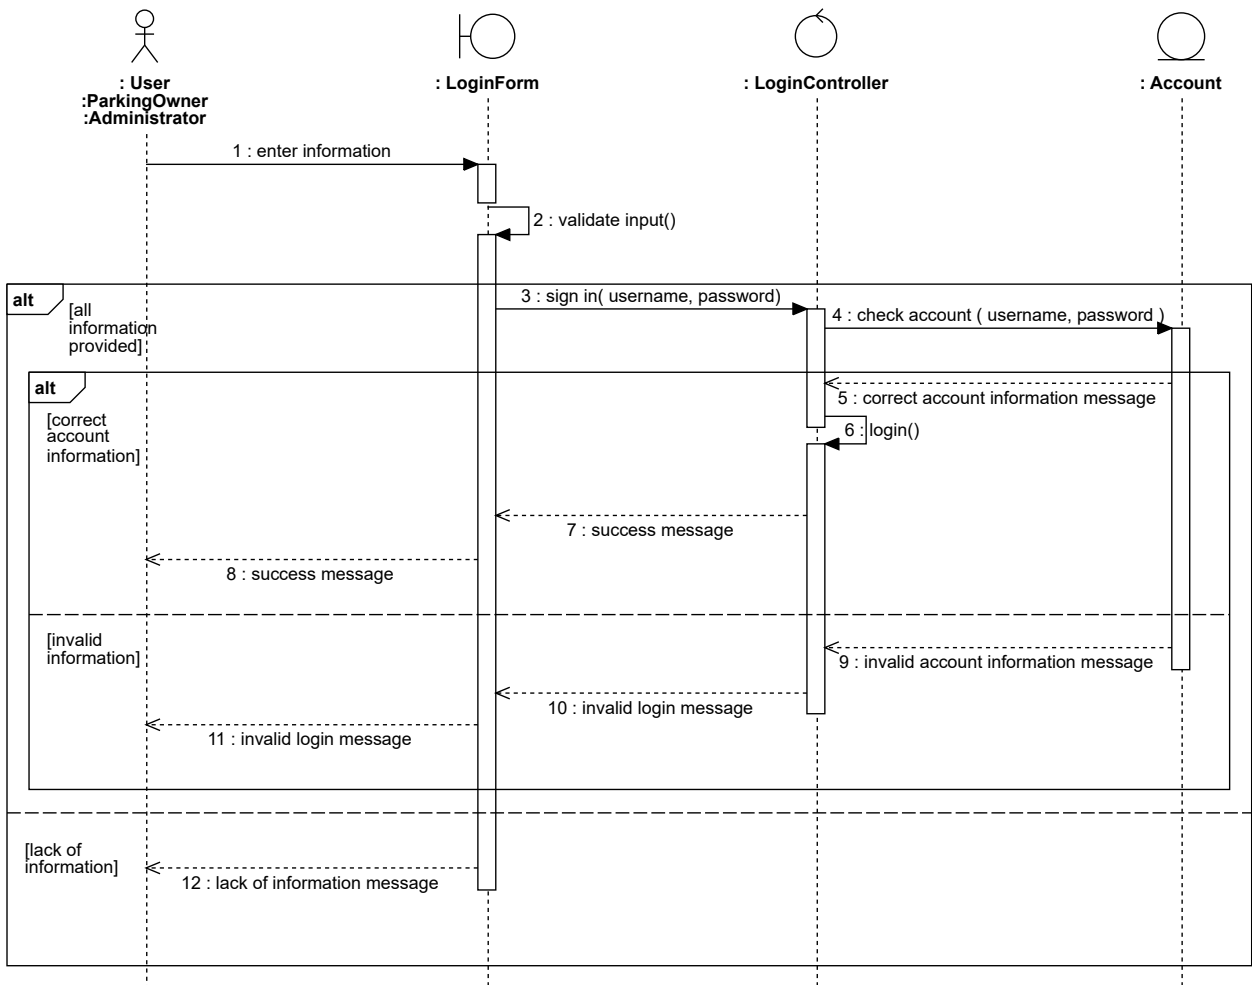 : User
:ParkingOwner
:Administrator
: LoginForm
: LoginController
: Account
1 : enter information
2 : validate input()
alt
[all
information
provided]
3 : sign in( username, password)
4 : check account ( username, password )
alt
[correct
account
information]
5 : correct account information message
6 : login()
7 : success message
8 : success message
[invalid
information]
9 : invalid account information message
10 : invalid login message
11 : invalid login message
[lack of
information]
12 : lack of information message